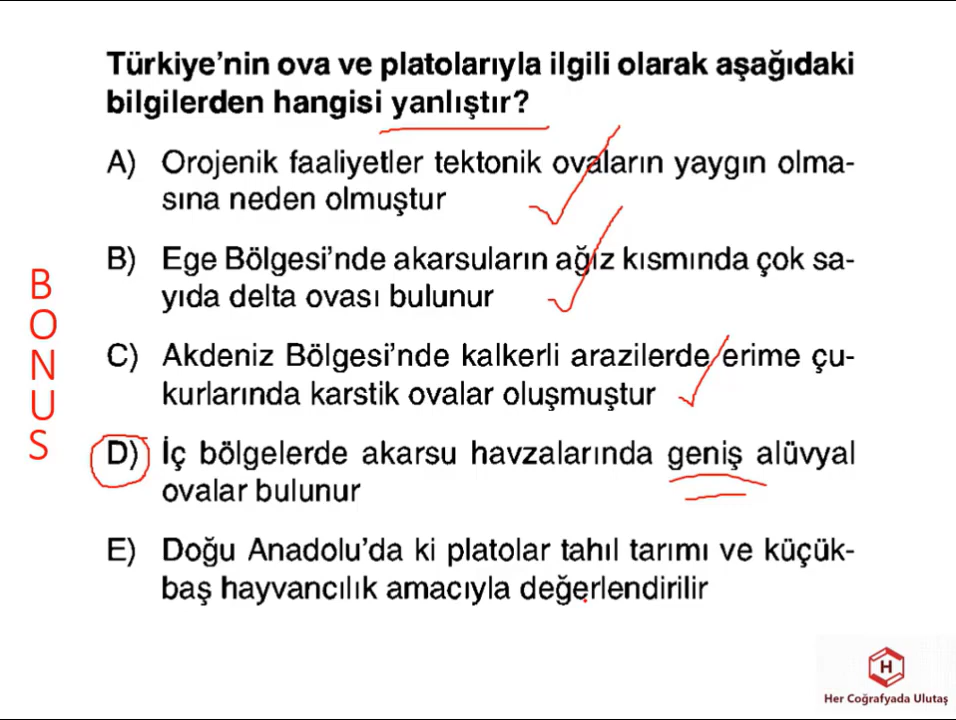 Türkiye'nin ova ve platolarıyla ilgili olarak aşağıdaki
bilgilerden hangisi yanlıştır?
A) Orojenik faaliyetler tektonik ovaların yaygın olma-
sına neden olmuştur
B) Ege Bölgesi'nde akarsuların ağız kısmında çok sa-
yıda delta ovası bulunur
C) Akdeniz Bölgesi'nde kalkerli arazilerde erime çu-
kurlarında karstik ovalar oluşmuştur
D) İç bölgelerde akarsu havzalarında geniş alüvyal
ovalar bulunur
E) Doğu Anadolu'da ki platolar tahıl tarımı ve küçük-
baş hayvancılık amacıyla değerlendirilir
B
O
N
U
S
H
Her Coğrafyada Ulutaş